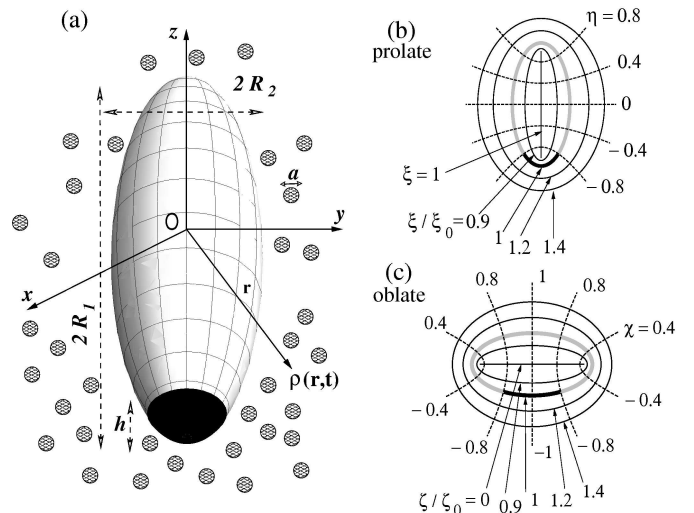 (a)
z
2 R₂
a
O
y
x
r
2 R₁
ρ(r,t)
h
(b)
prolate
η = 0.8
0.4
0
− 0.4
− 0.8
ξ = 1
ξ / ξ₀ = 0.9
1
1.2
1.4
(c)
oblate
0.8
1
0.8
0.4
χ = 0.4
− 0.4
− 0.4
− 0.8
−1
− 0.8
ζ / ζ₀ = 0
0.9
1
1.2
1.4